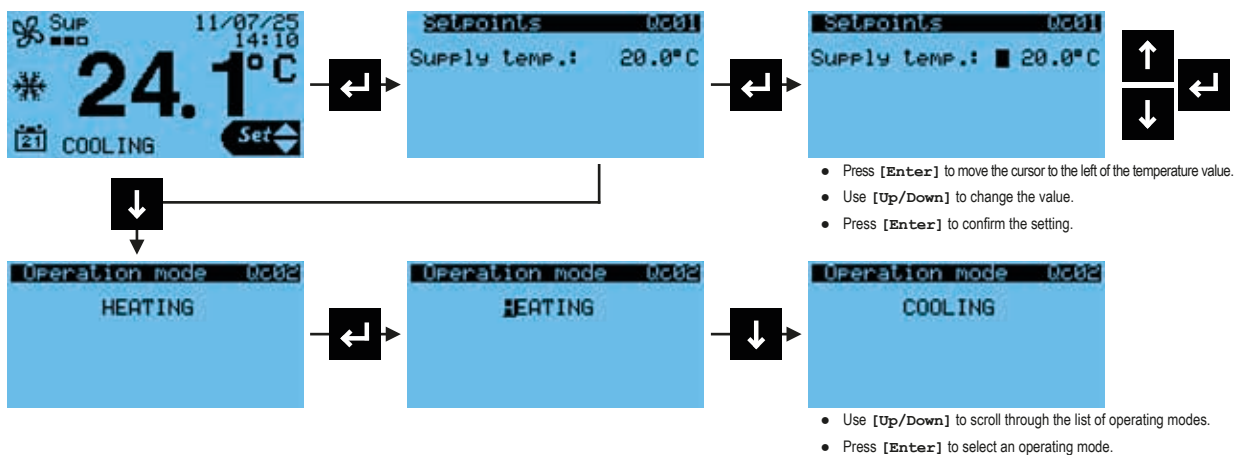 Sup 11/07/25
14:10
24.1°C
21 COOLING Set
Setpoints Qc01
Supply temp.: 20.0°C
Setpoints Qc01
Supply temp.: 20.0°C
● Press [Enter] to move the cursor to the left of the temperature value.
● Use [Up/Down] to change the value.
● Press [Enter] to confirm the setting.
Operation mode Qc02
HEATING
Operation mode Qc02
HEATING
Operation mode Qc02
COOLING
● Use [Up/Down] to scroll through the list of operating modes.
● Press [Enter] to select an operating mode.